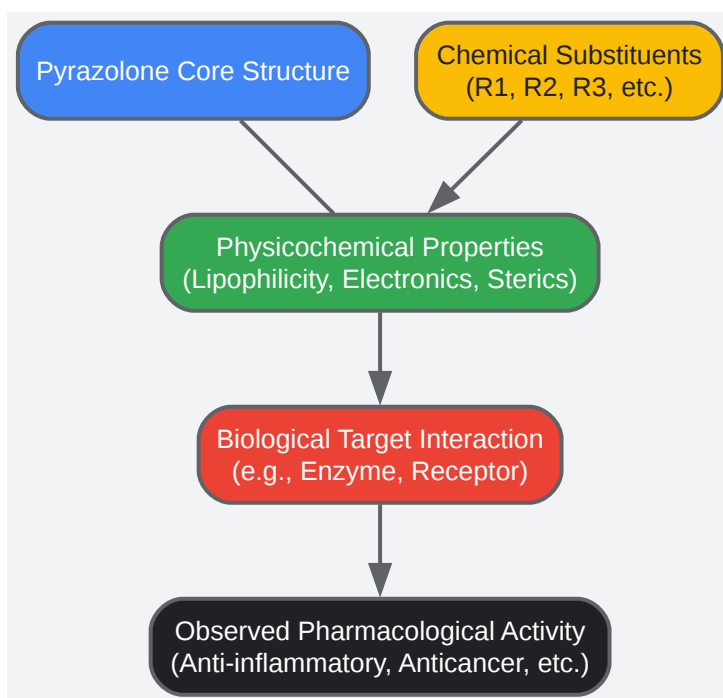 Pyrazolone Core Structure
Chemical Substituents
(R1, R2, R3, etc.)
Physicochemical Properties
(Lipophilicity, Electronics, Sterics)
Biological Target Interaction
(e.g., Enzyme, Receptor)
Observed Pharmacological Activity
(Anti-inflammatory, Anticancer, etc.)